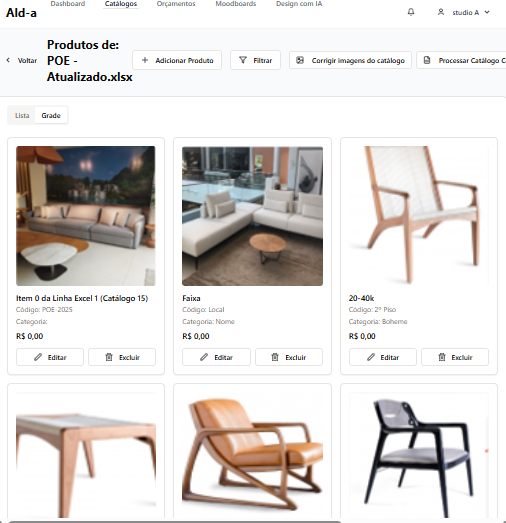 Ald-a
Dashboard
Catálogos
Orçamentos
Moodboards
Design com IA
studio A
Voltar
Produtos de:
POE -
Atualizado.xlsx
Adicionar Produto
Filtrar
Corrigir imagens do catálogo
Processar Catálogo C
Lista
Grade
Item 0 da Linha Excel 1 (Catálogo 15)
Código: POE-2025
Categoria:
R$ 0,00
Editar
Excluir
Faixa
Código: Local
Categoria: Nome
R$ 0,00
Editar
Excluir
20-40k
Código: 2º Piso
Categoria: Boheme
R$ 0,00
Editar
Excluir